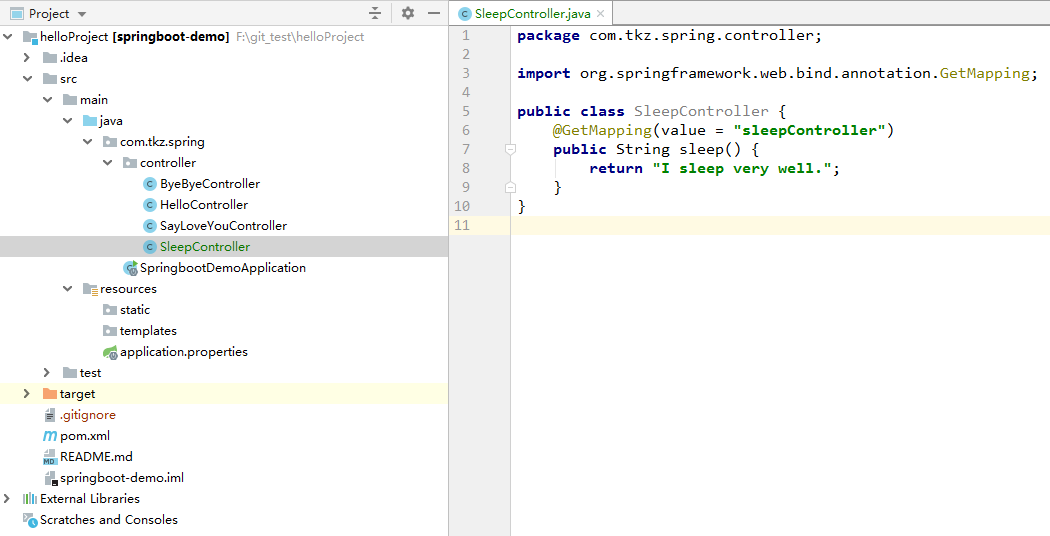 Project
helloProject [springboot-demo] F:\git_test\helloProject
.idea
src
main
java
com.tkz.spring
controller
ByeByeController
HelloController
SayLoveYouController
SleepController
SpringbootDemoApplication
resources
static
templates
application.properties
test
target
.gitignore
pom.xml
README.md
springboot-demo.iml
External Libraries
Scratches and Consoles
SleepController.java
1 package com.tkz.spring.controller;
2
3 import org.springframework.web.bind.annotation.GetMapping;
4
5 public class SleepController {
6 @GetMapping(value = "sleepController")
7 public String sleep() {
8 return "I sleep very well.";
9 }
10 }
11